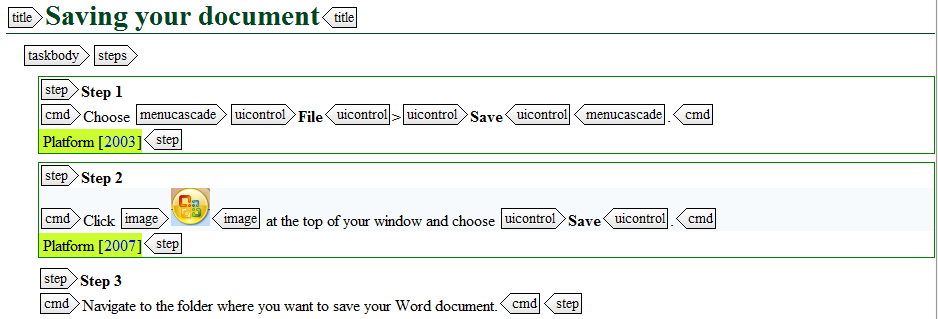 title Saving your document title
taskbody steps
step Step 1
cmd Choose menucascade uicontrol File uicontrol > uicontrol Save uicontrol menucascade . cmd
Platform [2003] step
step Step 2
cmd Click image image at the top of your window and choose uicontrol Save uicontrol . cmd
Platform [2007] step
step Step 3
cmd Navigate to the folder where you want to save your Word document. cmd step